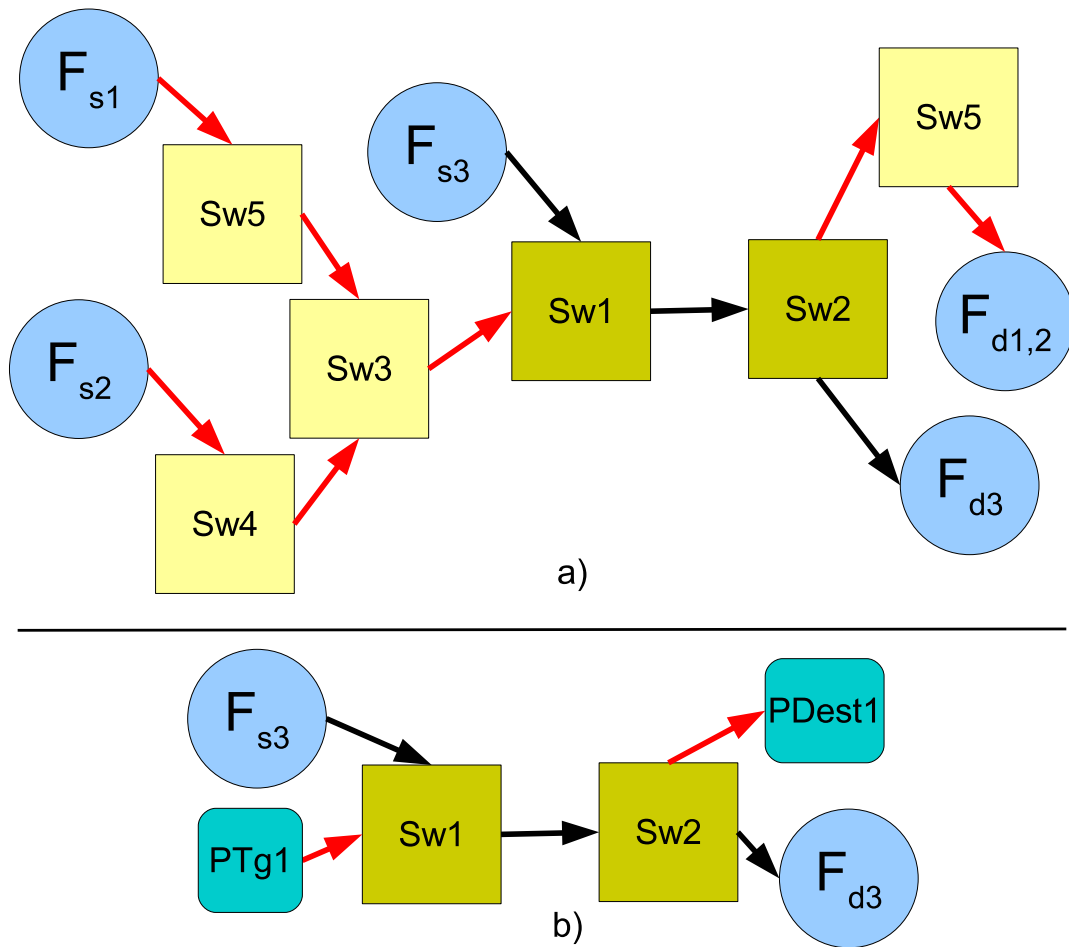 Fs1
Sw5
Fs3
Sw5
Sw1
Sw2
Fd1,2
Fs2
Sw3
Sw4
Fd3
a)
Fs3
PDest1
Sw1
Sw2
PTg1
Fd3
b)